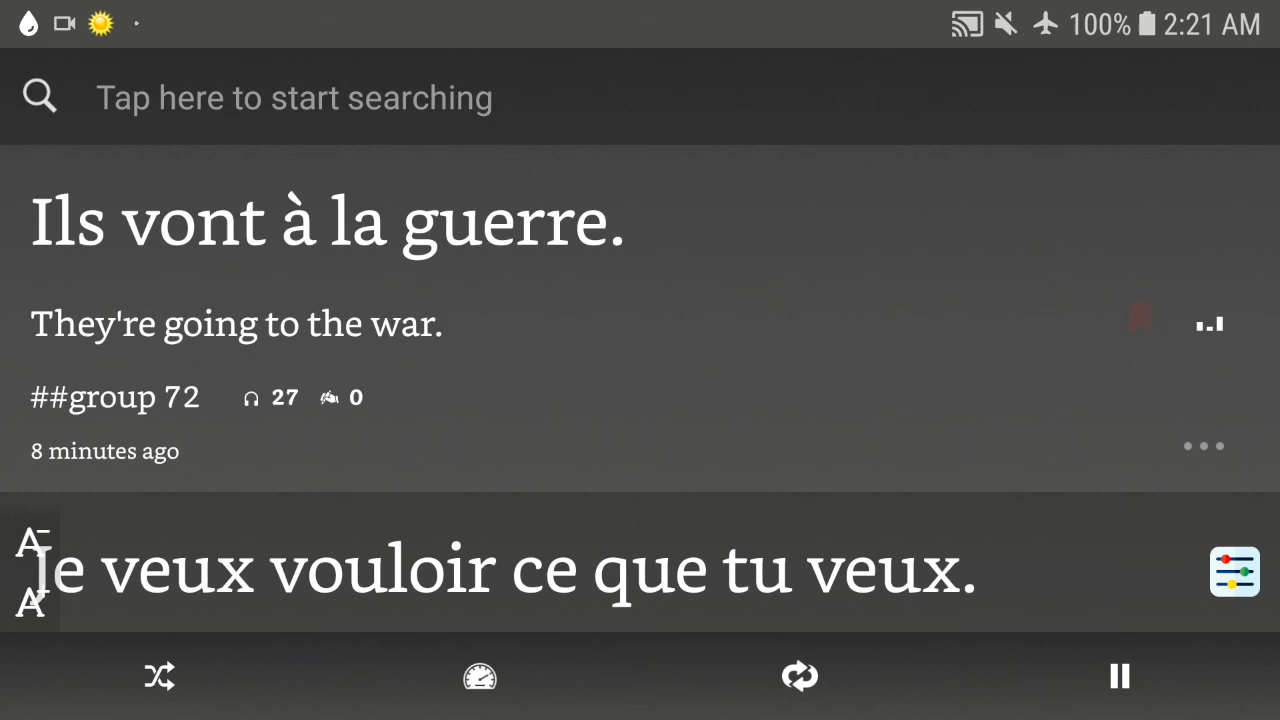 100% 2:21 AM
Tap here to start searching
Ils vont à la guerre.
They're going to the war.
##group 72 27 0
8 minutes ago
A-
Je veux vouloir ce que tu veux.
A+